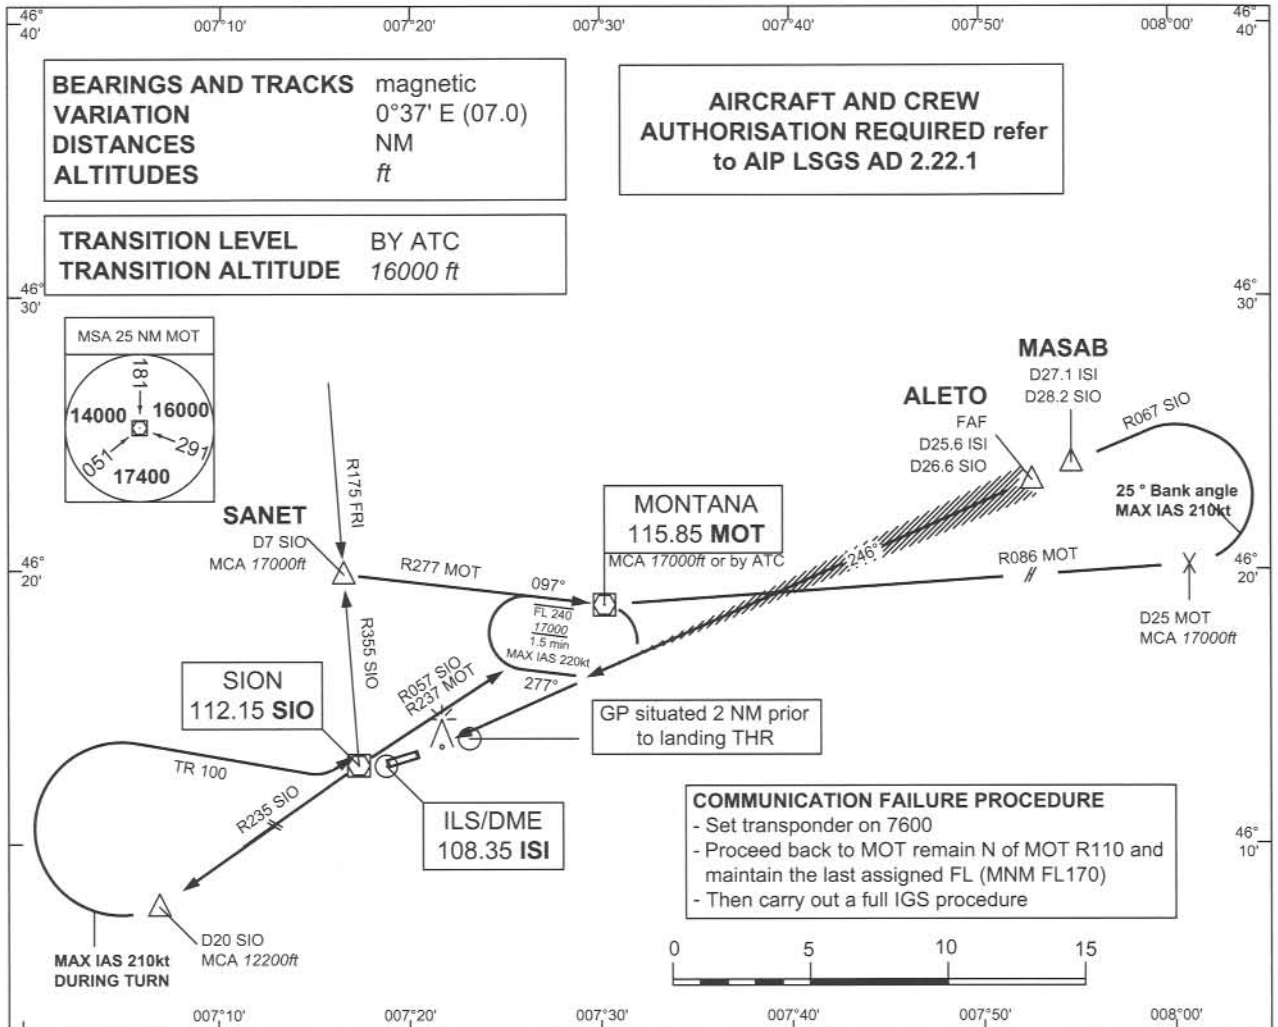 46° 40'
007°10'
007°20'
007°30'
007°40'
007°50'
008°00'
46° 40'
BEARINGS AND TRACKS magnetic
VARIATION 0°37' E (07.0)
DISTANCES NM
ALTITUDES ft
AIRCRAFT AND CREW
AUTHORISATION REQUIRED refer
to AIP LSGS AD 2.22.1
TRANSITION LEVEL BY ATC
TRANSITION ALTITUDE 16000 ft
46° 30'
46° 30'
MSA 25 NM MOT
181
14000 16000
051 291
17400
R175 FRI
SANET
D7 SIO
MCA 17000ft
R277 MOT
097°
MONTANA
115.85 MOT
MCA 17000ft or by ATC
FL 240
17000
1.5 min
MAX IAS 220kt
277°
ALETO
FAF
D25.6 ISI
D26.6 SIO
MASAB
D27.1 ISI
D28.2 SIO
R067 SIO
25 ° Bank angle
MAX IAS 210kt
246°
R086 MOT
D25 MOT
MCA 17000ft
46° 20'
46° 20'
R355 SIO
SION
112.15 SIO
R057 SIO
R237 MOT
GP situated 2 NM prior
to landing THR
TR 100
R235 SIO
ILS/DME
108.35 ISI
D20 SIO
MCA 12200ft
MAX IAS 210kt
DURING TURN
COMMUNICATION FAILURE PROCEDURE
- Set transponder on 7600
- Proceed back to MOT remain N of MOT R110 and
maintain the last assigned FL (MNM FL170)
- Then carry out a full IGS procedure
46° 10'
0 5 10 15
007°10'
007°20'
007°30'
007°40'
007°50'
008°00'